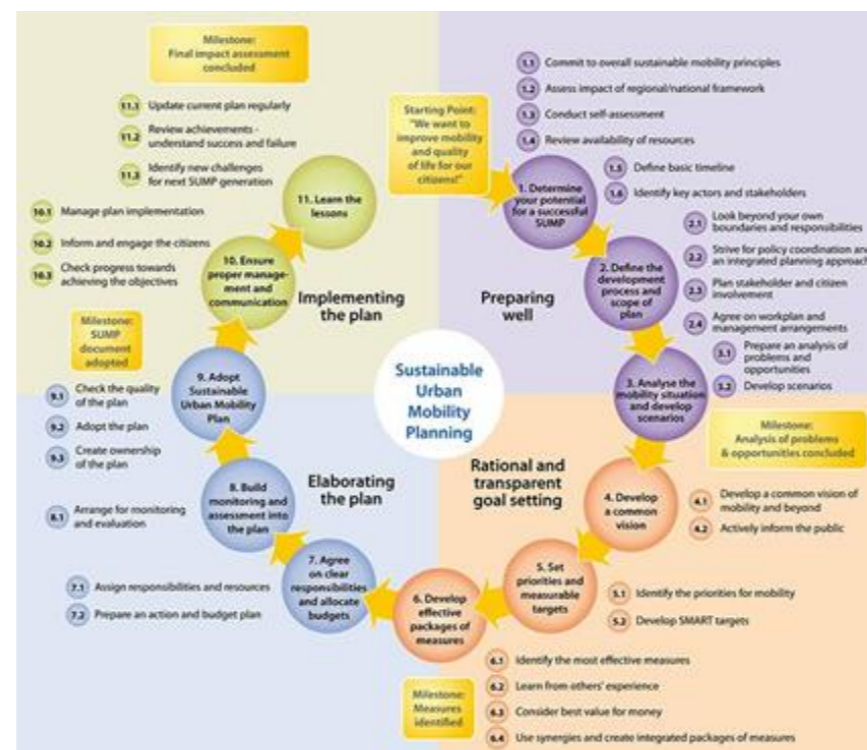 Milestone:
Final impact assessment
concluded
11.1 Update current plan regularly
11.2 Review achievements -
understand success and failure
11.3 Identify new challenges
for next SUMP generation
10.1 Manage plan implementation
10.2 Inform and engage the citizens
10.3 Check progress towards
achieving the objectives
11. Learn the
lessons
10. Ensure
proper manage-
ment and
communication
Implementing
the plan
Starting Point:
"We want to
improve mobility
and quality
of life for our
citizens!"
1.1 Commit to overall sustainable mobility principles
1.2 Assess impact of regional/national framework
1.3 Conduct self-assessment
1.4 Review availability of resources
1.5 Define basic timeline
1.6 Identify key actors and stakeholders
1. Determine
your potential
for a successful
SUMP
2.1 Look beyond your own
boundaries and responsibilities
2.2 Strive for policy coordination and
an integrated planning approach
2.3 Plan stakeholder and citizen
involvement
2.4 Agree on workplan and
management arrangements
2. Define the
development
process and
scope of
plan
Preparing
well
3.1 Prepare an analysis of
problems and
opportunities
3.2 Develop scenarios
3. Analyse the
mobility situation
and develop
scenarios
Milestone:
Analysis of problems
& opportunities concluded
Sustainable
Urban
Mobility
Planning
Rational and
transparent
goal setting
4. Develop
a common
vision
4.1 Develop a common vision of
mobility and beyond
4.2 Actively inform the public
5. Set
priorities and
measurable
targets
5.1 Identify the priorities for mobility
5.2 Develop SMART targets
6. Develop
effective
packages of
measures
6.1 Identify the most effective measures
6.2 Learn from others' experience
6.3 Consider best value for money
6.4 Use synergies and create integrated packages of measures
Milestone:
Measures
identified
Elaborating
the plan
7. Agree
on clear
responsibilities
and allocate
budgets
7.1 Assign responsibilities and resources
7.2 Prepare an action and budget plan
8. Build
monitoring and
assessment into
the plan
8.1 Arrange for monitoring
and evaluation
9. Adopt
Sustainable
Urban Mobility
Plan
9.1 Check the quality
of the plan
9.2 Adopt the plan
9.3 Create ownership
of the plan
Milestone:
SUMP
document
adopted